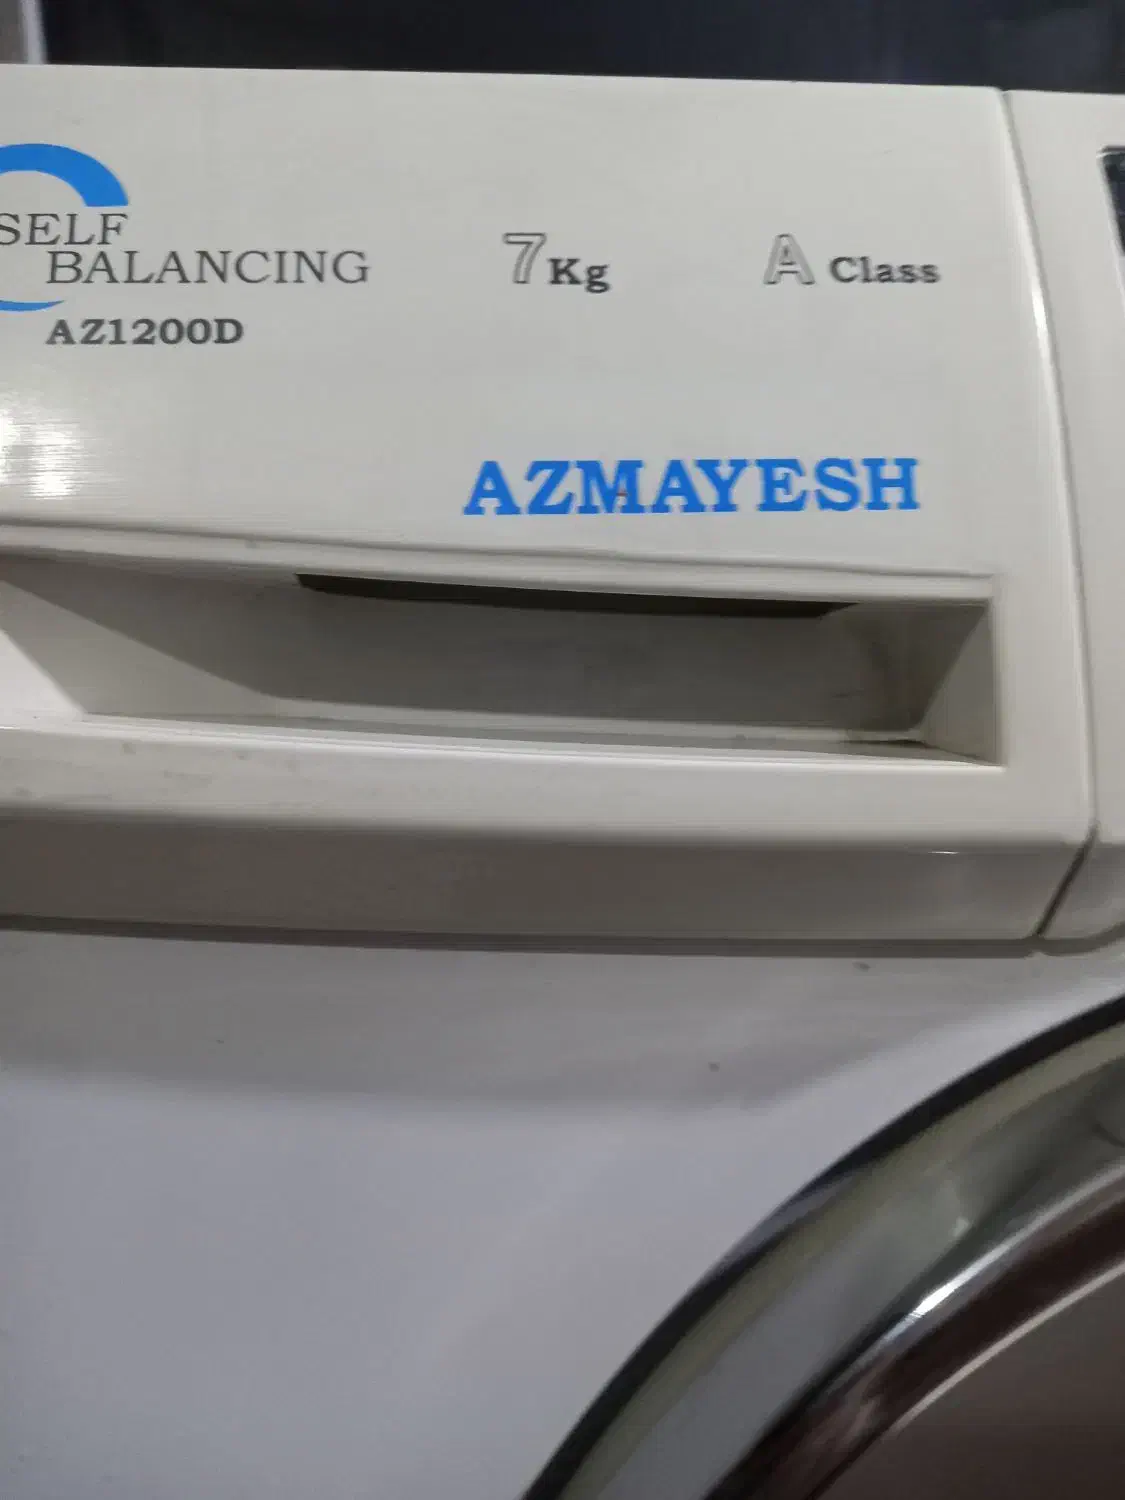 SELF
BALANCING
AZ1200D
7Kg
A Class
AZMAYESH